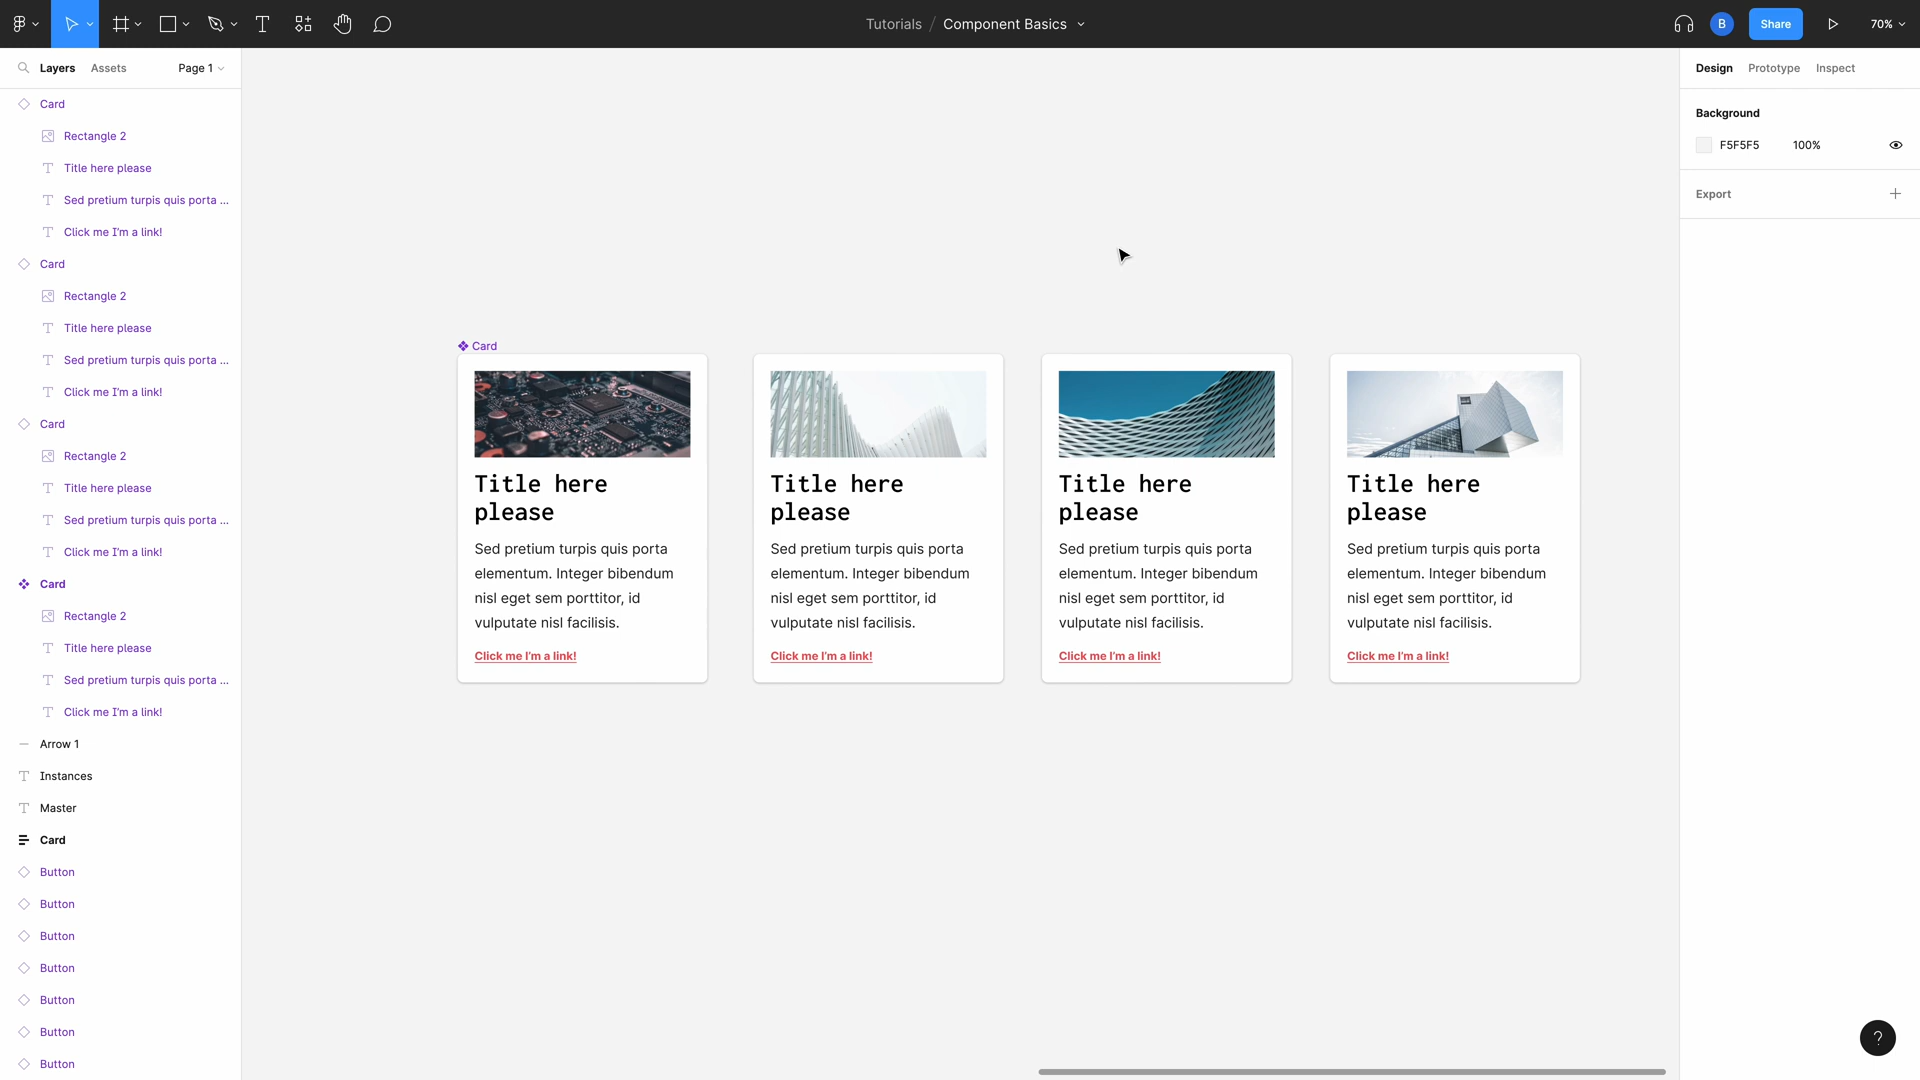 Tutorials / Component Basics
B
Share
70%
Layers
Assets
Page 1
Card
Rectangle 2
Title here please
Sed pretium turpis quis porta ...
Click me I'm a link!
Card
Rectangle 2
Title here please
Sed pretium turpis quis porta ...
Click me I'm a link!
Card
Rectangle 2
Title here please
Sed pretium turpis quis porta ...
Click me I'm a link!
Card
Rectangle 2
Title here please
Sed pretium turpis quis porta ...
Click me I'm a link!
Arrow 1
Instances
Master
Card
Button
Button
Button
Button
Button
Button
Button
Card
Title here
please
Sed pretium turpis quis porta
elementum. Integer bibendum
nisl eget sem porttitor, id
vulputate nisl facilisis.
Click me I'm a link!
Title here
please
Sed pretium turpis quis porta
elementum. Integer bibendum
nisl eget sem porttitor, id
vulputate nisl facilisis.
Click me I'm a link!
Title here
please
Sed pretium turpis quis porta
elementum. Integer bibendum
nisl eget sem porttitor, id
vulputate nisl facilisis.
Click me I'm a link!
Title here
please
Sed pretium turpis quis porta
elementum. Integer bibendum
nisl eget sem porttitor, id
vulputate nisl facilisis.
Click me I'm a link!
Design
Prototype
Inspect
Background
F5F5F5
100%
Export
?